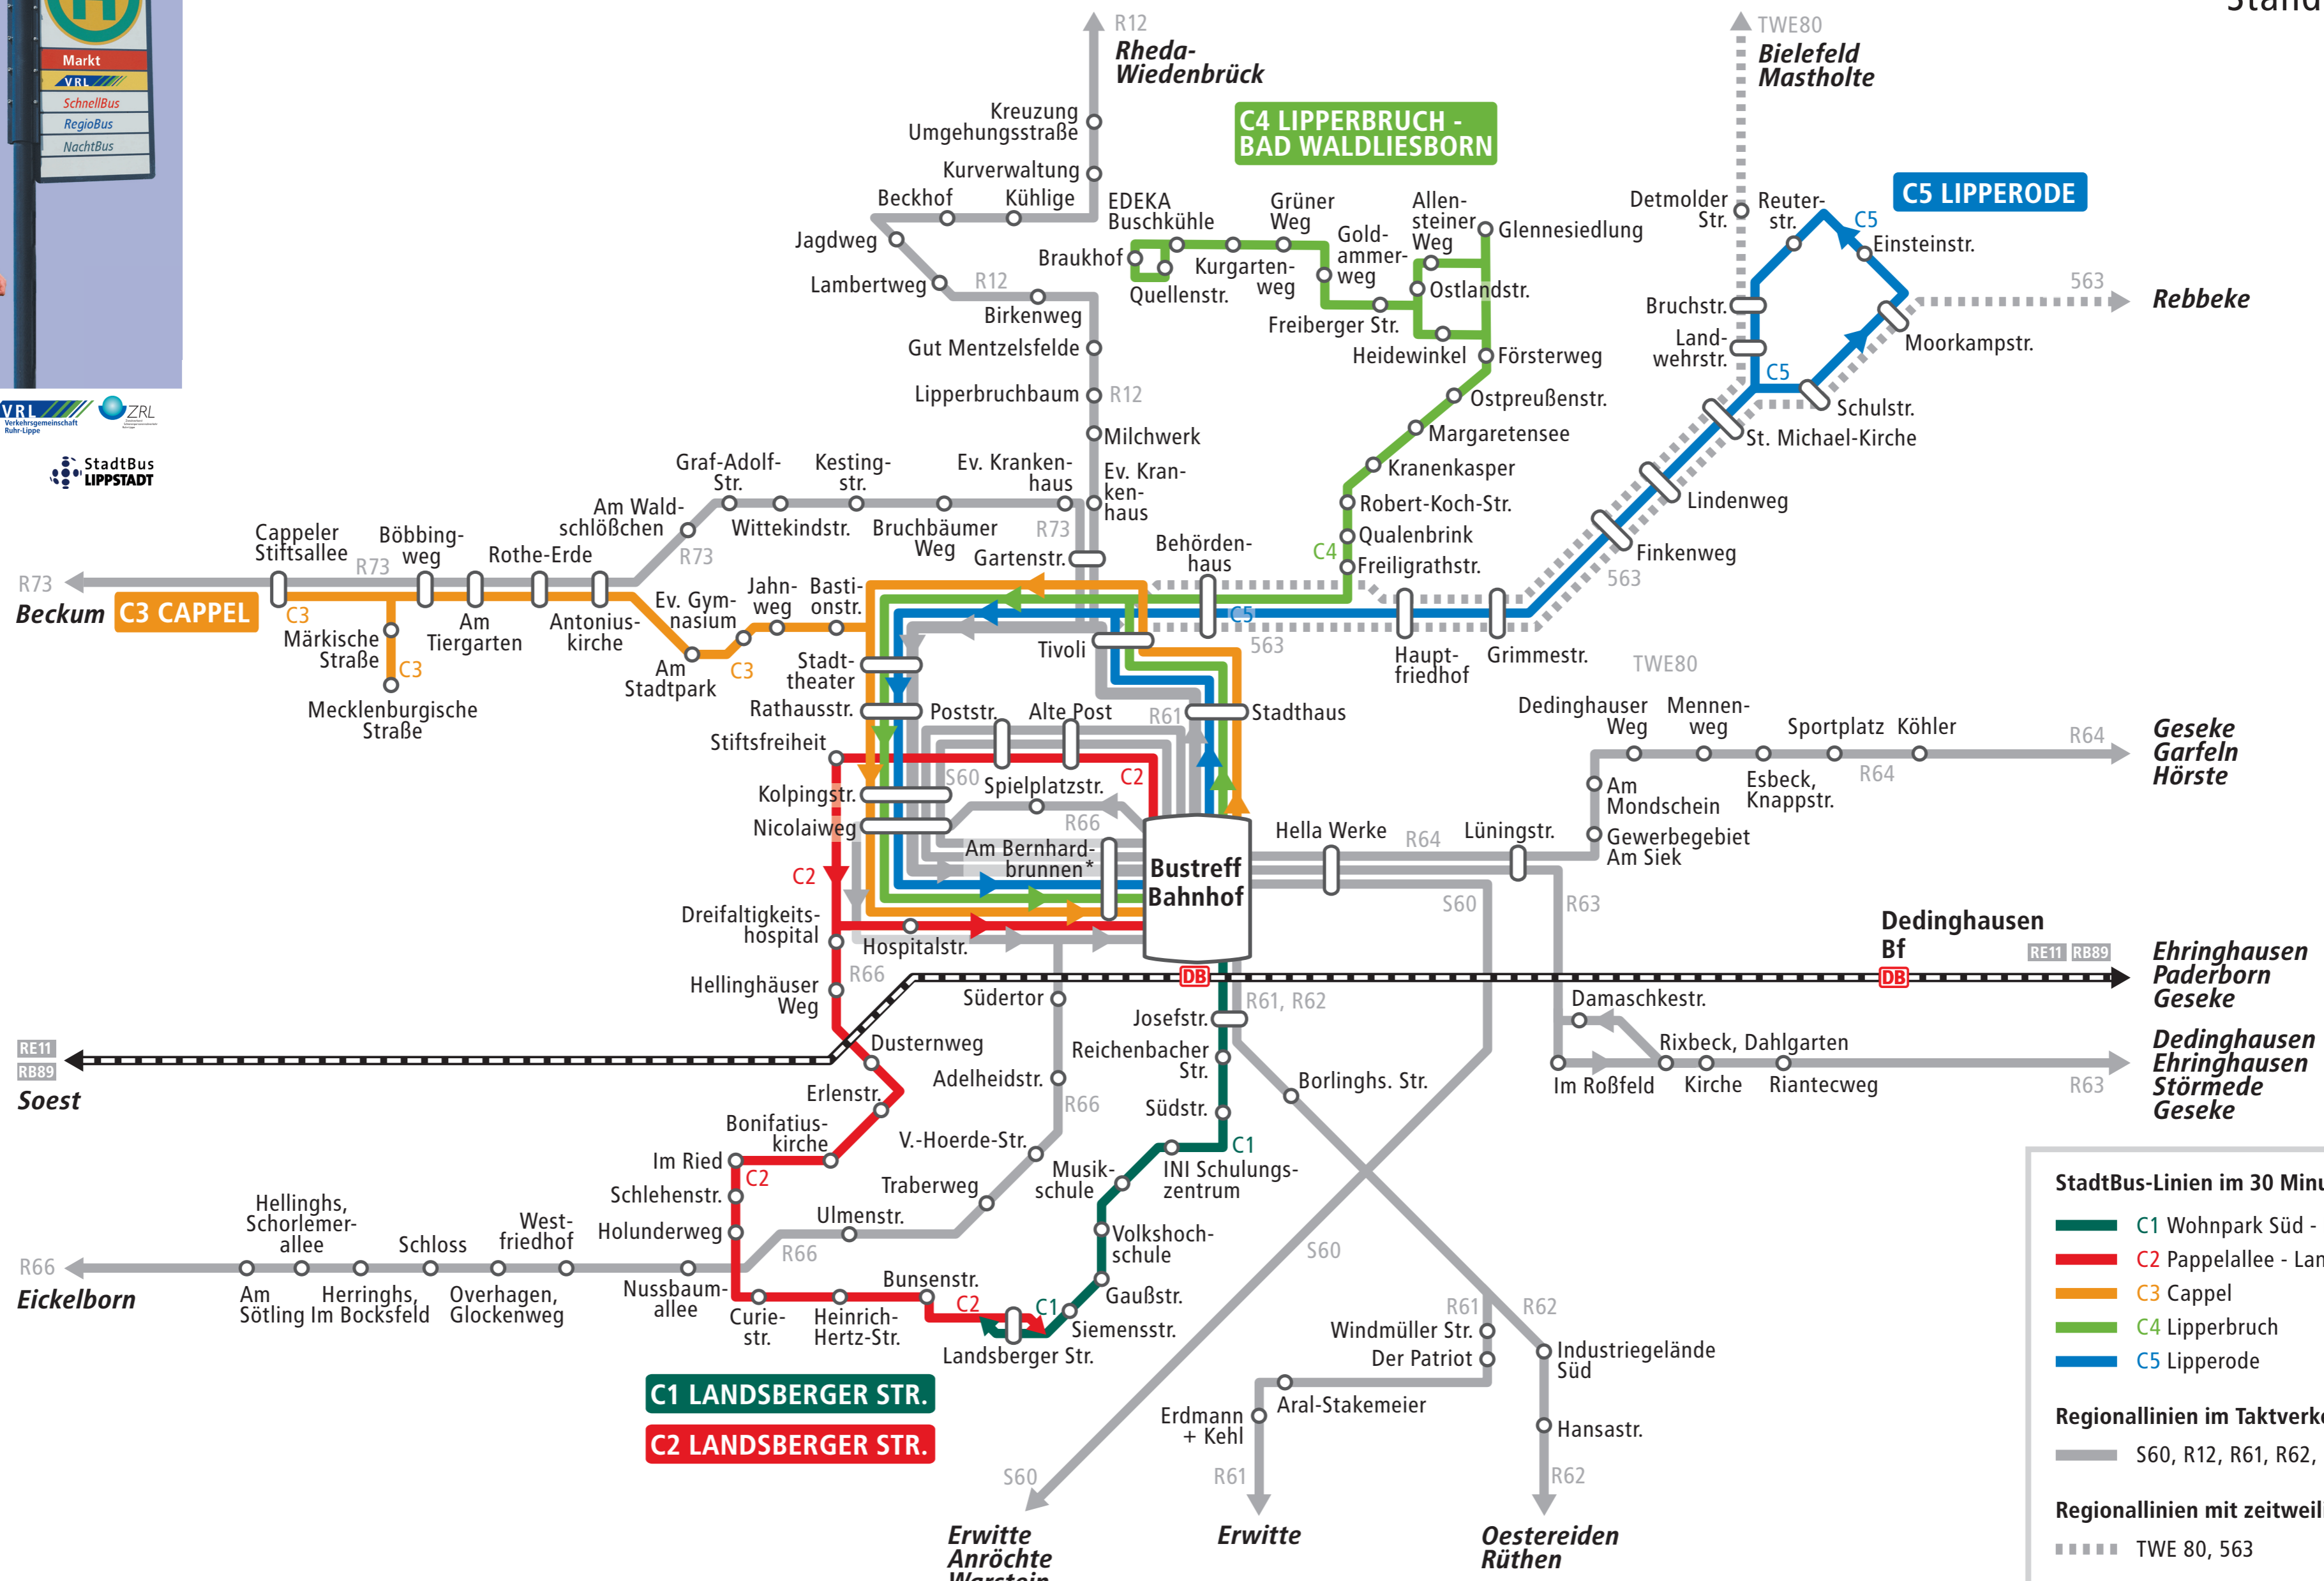 H
Markt
VRL
SchnellBus
RegioBus
NachtBus
VRL
Verkehrsgemeinschaft
Ruhr-Lippe
ZRL
StadtBus
LIPPSTADT
R12
Rheda-
Wiedenbrück
Kreuzung
Umgehungsstraße
Kurverwaltung
Beckhof
Kühlige
Jagdweg
Lambertweg
R12
Birkenweg
Gut Mentzelsfelde
Lipperbruchbaum
R12
Milchwerk
Ev. Kran-
ken-
haus
C4 LIPPERBRUCH -
BAD WALDLIESBORN
EDEKA
Buschkühle
Braukhof
Quellenstr.
Kurgarten-
weg
Grüner
Weg
Gold-
ammer-
weg
Freiberger Str.
Allen-
steiner
Weg
Glennesiedlung
Ostlandstr.
Heidewinkel
Försterweg
Ostpreußenstr.
Margaretensee
Kranenkasper
Robert-Koch-Str.
Qualenbrink
C4
Freiligrathstr.
TWE80
Bielefeld
Mastholte
C5 LIPPERODE
Detmolder
Str.
Reuter-
str.
C5
Einsteinstr.
Bruchstr.
Land-
wehrstr.
C5
563
Rebbeke
Moorkampstr.
Schulstr.
St. Michael-Kirche
Lindenweg
Finkenweg
563
Graf-Adolf-
Str.
Kesting-
str.
Ev. Kranken-
haus
Am Wald-
schlößchen
Wittekindstr.
Bruchbäumer
Weg
R73
R73
Gartenstr.
Behörden-
haus
Cappeler
Stiftsallee
R73
Böbbing-
weg
Rothe-Erde
R73
Beckum
C3 CAPPEL
C3
Märkische
Straße
C3
Mecklenburgische
Straße
Am
Tiergarten
Antonius-
kirche
Ev. Gym-
nasium
Jahn-
weg
Basti-
onstr.
Am
Stadtpark
C3
C5
563
Tivoli
Haupt-
friedhof
Grimmestr.
TWE80
Stadt-
theater
Rathausstr.
Stiftsfreiheit
Poststr.
Alte Post
R61
Stadthaus
S60
Spielplatzstr.
C2
Kolpingstr.
Nicolaiweg
R66
Am Bernhard-
brunnen*
Bustreff
Bahnhof
C2
Dreifaltigkeits-
hospital
Hospitalstr.
R66
Hellinghäuser
Weg
Dedinghauser
Weg
Mennen-
weg
Sportplatz
Köhler
R64
Geseke
Garfeln
Hörste
Esbeck,
Knappstr.
R64
Am
Mondschein
Gewerbegebiet
Am Siek
Hella Werke
R64
Lüningstr.
S60
R63
Dedinghausen
Bf
RE11
RB89
Ehringhausen
Paderborn
Geseke
DB
DB
Damaschkestr.
Rixbeck, Dahlgarten
Im Roßfeld
Kirche
Riantecweg
R63
Dedinghausen
Ehringhausen
Störmede
Geseke
RE11
RB89
Soest
Südertor
R61, R62
Josefstr.
Reichenbacher
Str.
Dusternweg
Adelheidstr.
Erlenstr.
R66
Südstr.
Borlinghs. Str.
Bonifatius-
kirche
V.-Hoerde-Str.
C1
INI Schulungs-
zentrum
Im Ried
C2
Musik-
schule
Schlehenstr.
Traberweg
Holunderweg
Ulmenstr.
R66
Volkshoch-
schule
S60
Hellinghs,
Schorlemer-
allee
Schloss
West-
friedhof
R66
Eickelborn
Am
Sötling
Herringhs,
Im Bocksfeld
Overhagen,
Glockenweg
Nussbaum-
allee
Curie-
str.
Heinrich-
Hertz-Str.
Bunsenstr.
C2
C1
Gaußstr.
Siemensstr.
Landsberger Str.
C1 LANDSBERGER STR.
C2 LANDSBERGER STR.
R61
R62
Windmüller Str.
Der Patriot
Industriegelände
Süd
Aral-Stakemeier
Erdmann
+ Kehl
Hansastr.
S60
R61
R62
Erwitte
Anröchte
Warstein
Erwitte
Oestereiden
Rüthen
StadtBus-Linien im 30 Minu
C1 Wohnpark Süd -
C2 Pappelallee - Lan
C3 Cappel
C4 Lipperbruch
C5 Lipperode
Regionallinien im Taktverke
S60, R12, R61, R62,
Regionallinien mit zeitweili
TWE 80, 563